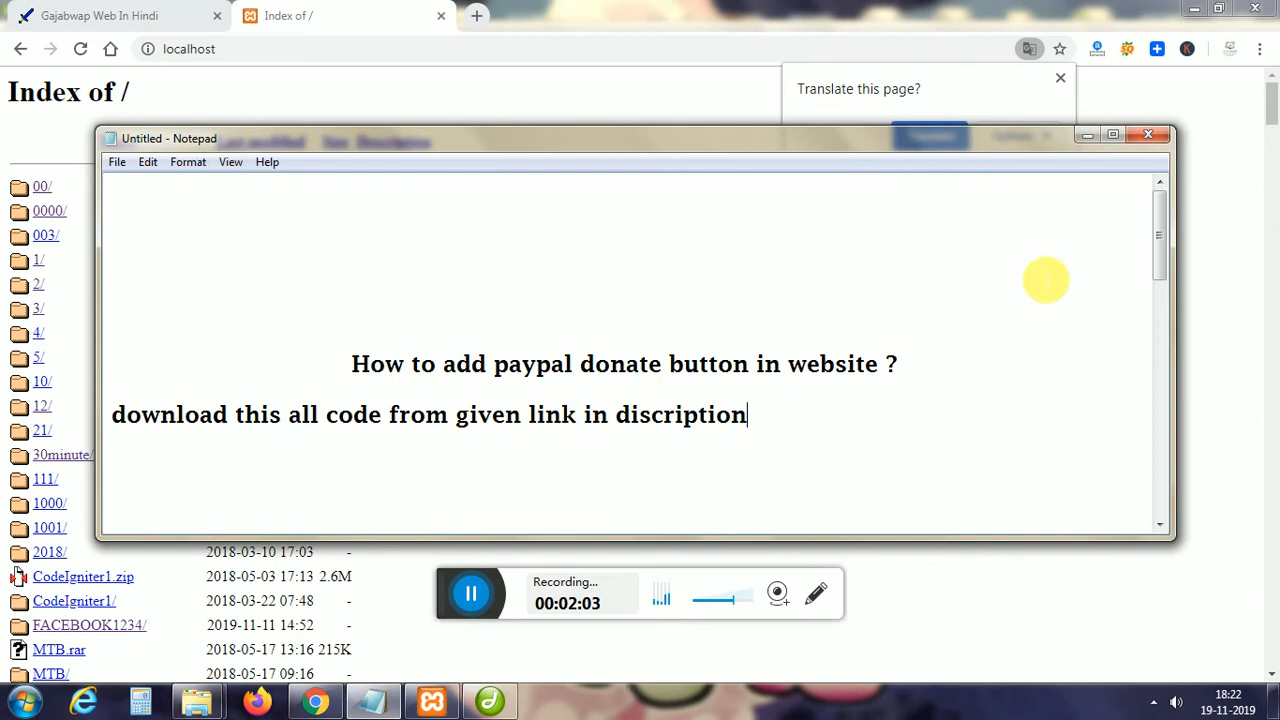 Gajabwap Web In Hindi
Index of /
localhost
Index of /
Translate this page?
Untitled - Notepad
Last modified Size Description
File Edit Format View Help
00/
0000/
003/
1/
2/
3/
4/
5/
10/
12/
21/
30minute/
111/
1000/
1001/
How to add paypal donate button in website ?
download this all code from given link in discription
2018/ 2018-03-10 17:03 -
CodeIgniter1.zip 2018-05-03 17:13 2.6M
CodeIgniter1/ 2018-03-22 07:48 -
FACEBOOK1234/ 2019-11-11 14:52 -
MTB.rar 2018-05-17 13:16 215K
MTB/ 2018-05-17 09:16 -
Recording...
00:02:03
18:22
19-11-2019